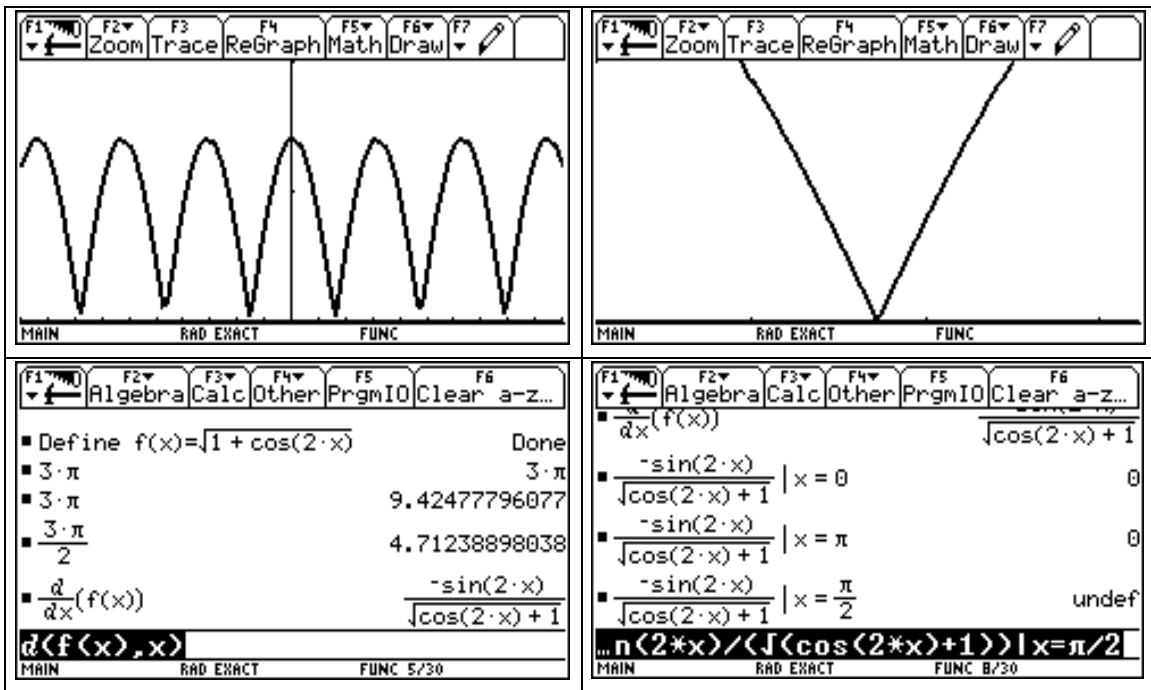 F1 F2 F3 F4 F5 F6 F7
Zoom Trace ReGraph Math Draw
MAIN RAD EXACT FUNC
F1 F2 F3 F4 F5 F6 F7
Zoom Trace ReGraph Math Draw
MAIN RAD EXACT FUNC
F1 F2 F3 F4 F5 F6
Algebra Calc Other PrgmIO Clear a-z…
▪ Define f(x)=√(1 + cos(2·x)) Done
▪ 3·π 3·π
▪ 3·π 9.42477796077
▪ 3·π/2 4.71238898038
▪ d/dx(f(x)) -sin(2·x)/√(cos(2·x) + 1)
d(f(x),x)
MAIN RAD EXACT FUNC 5/30
F1 F2 F3 F4 F5 F6
Algebra Calc Other PrgmIO Clear a-z…
▪ d/dx(f(x)) √(cos(2·x) + 1)
▪ -sin(2·x)/√(cos(2·x) + 1) | x = 0 0
▪ -sin(2·x)/√(cos(2·x) + 1) | x = π 0
▪ -sin(2·x)/√(cos(2·x) + 1) | x = π/2 undef
…n(2*x)/(√(cos(2*x)+1))|x=π/2
MAIN RAD EXACT FUNC 8/30